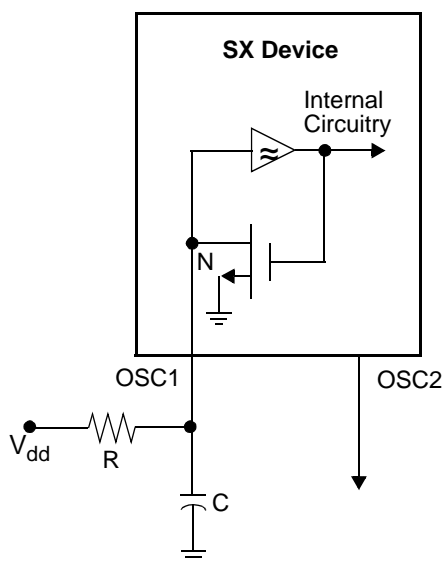 SX Device
Internal
Circuitry
≈
N
OSC1
OSC2
Vdd
R
C